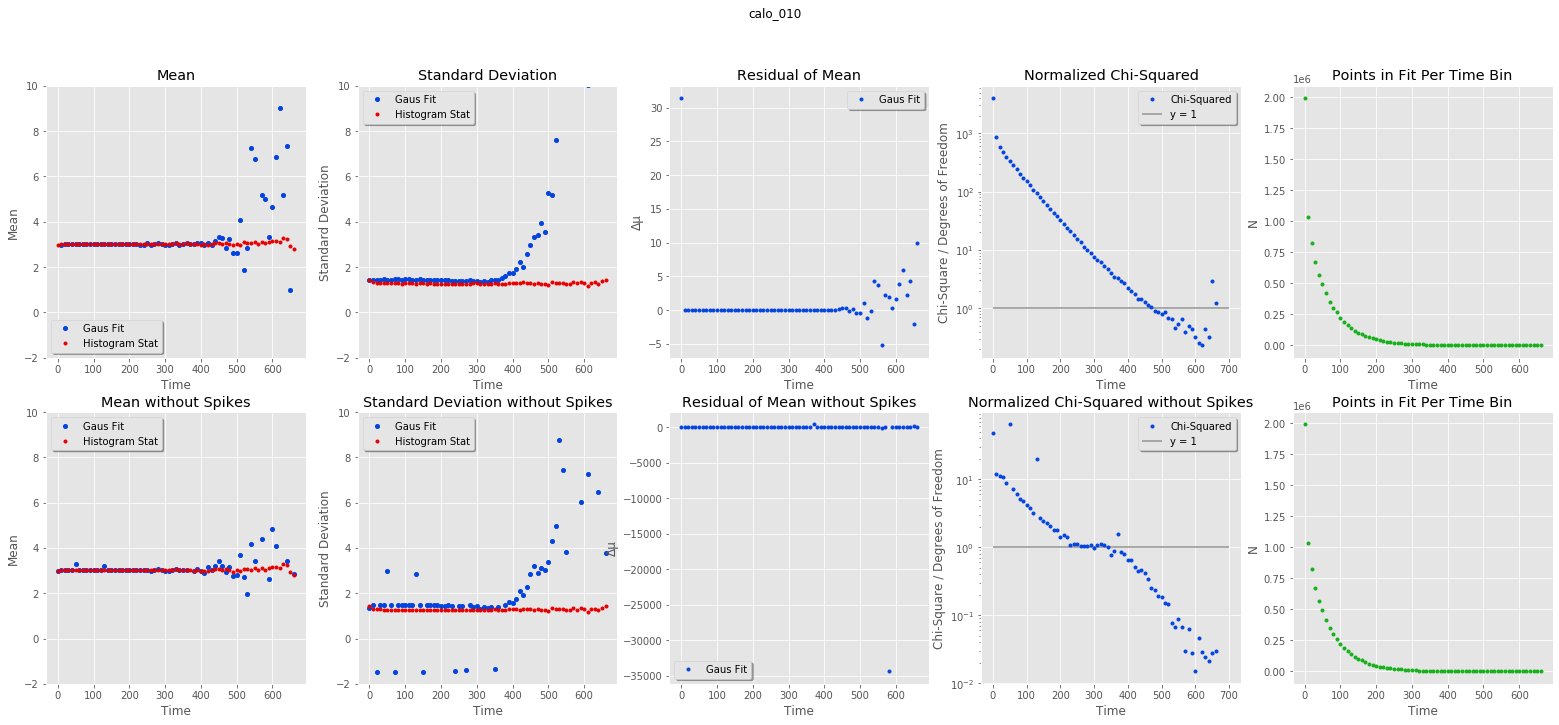 calo_010
Mean
Mean
10
8
6
4
2
0
−2
Gaus Fit
Histogram Stat
0 100 200 300 400 500 600
Time
Standard Deviation
Standard Deviation
10
8
6
4
2
0
−2
Gaus Fit
Histogram Stat
0 100 200 300 400 500 600
Time
Residual of Mean
Δμ
30
25
20
15
10
5
0
−5
Gaus Fit
0 100 200 300 400 500 600
Time
Normalized Chi-Squared
Chi-Square / Degrees of Freedom
10³
10²
10¹
10⁰
Chi-Squared
y = 1
0 100 200 300 400 500 600 700
Time
Points in Fit Per Time Bin
1e6
N
2.00
1.75
1.50
1.25
1.00
0.75
0.50
0.25
0.00
0 100 200 300 400 500 600
Time
Mean without Spikes
Mean
10
8
6
4
2
0
−2
Gaus Fit
Histogram Stat
0 100 200 300 400 500 600
Time
Standard Deviation without Spikes
Standard Deviation
10
8
6
4
2
0
−2
Gaus Fit
Histogram Stat
0 100 200 300 400 500 600
Time
Residual of Mean without Spikes
Δμ
0
−5000
−10000
−15000
−20000
−25000
−30000
−35000
Gaus Fit
0 100 200 300 400 500 600
Time
Normalized Chi-Squared without Spikes
Chi-Square / Degrees of Freedom
10¹
10⁰
10⁻¹
10⁻²
Chi-Squared
y = 1
0 100 200 300 400 500 600 700
Time
Points in Fit Per Time Bin
1e6
N
2.00
1.75
1.50
1.25
1.00
0.75
0.50
0.25
0.00
0 100 200 300 400 500 600
Time